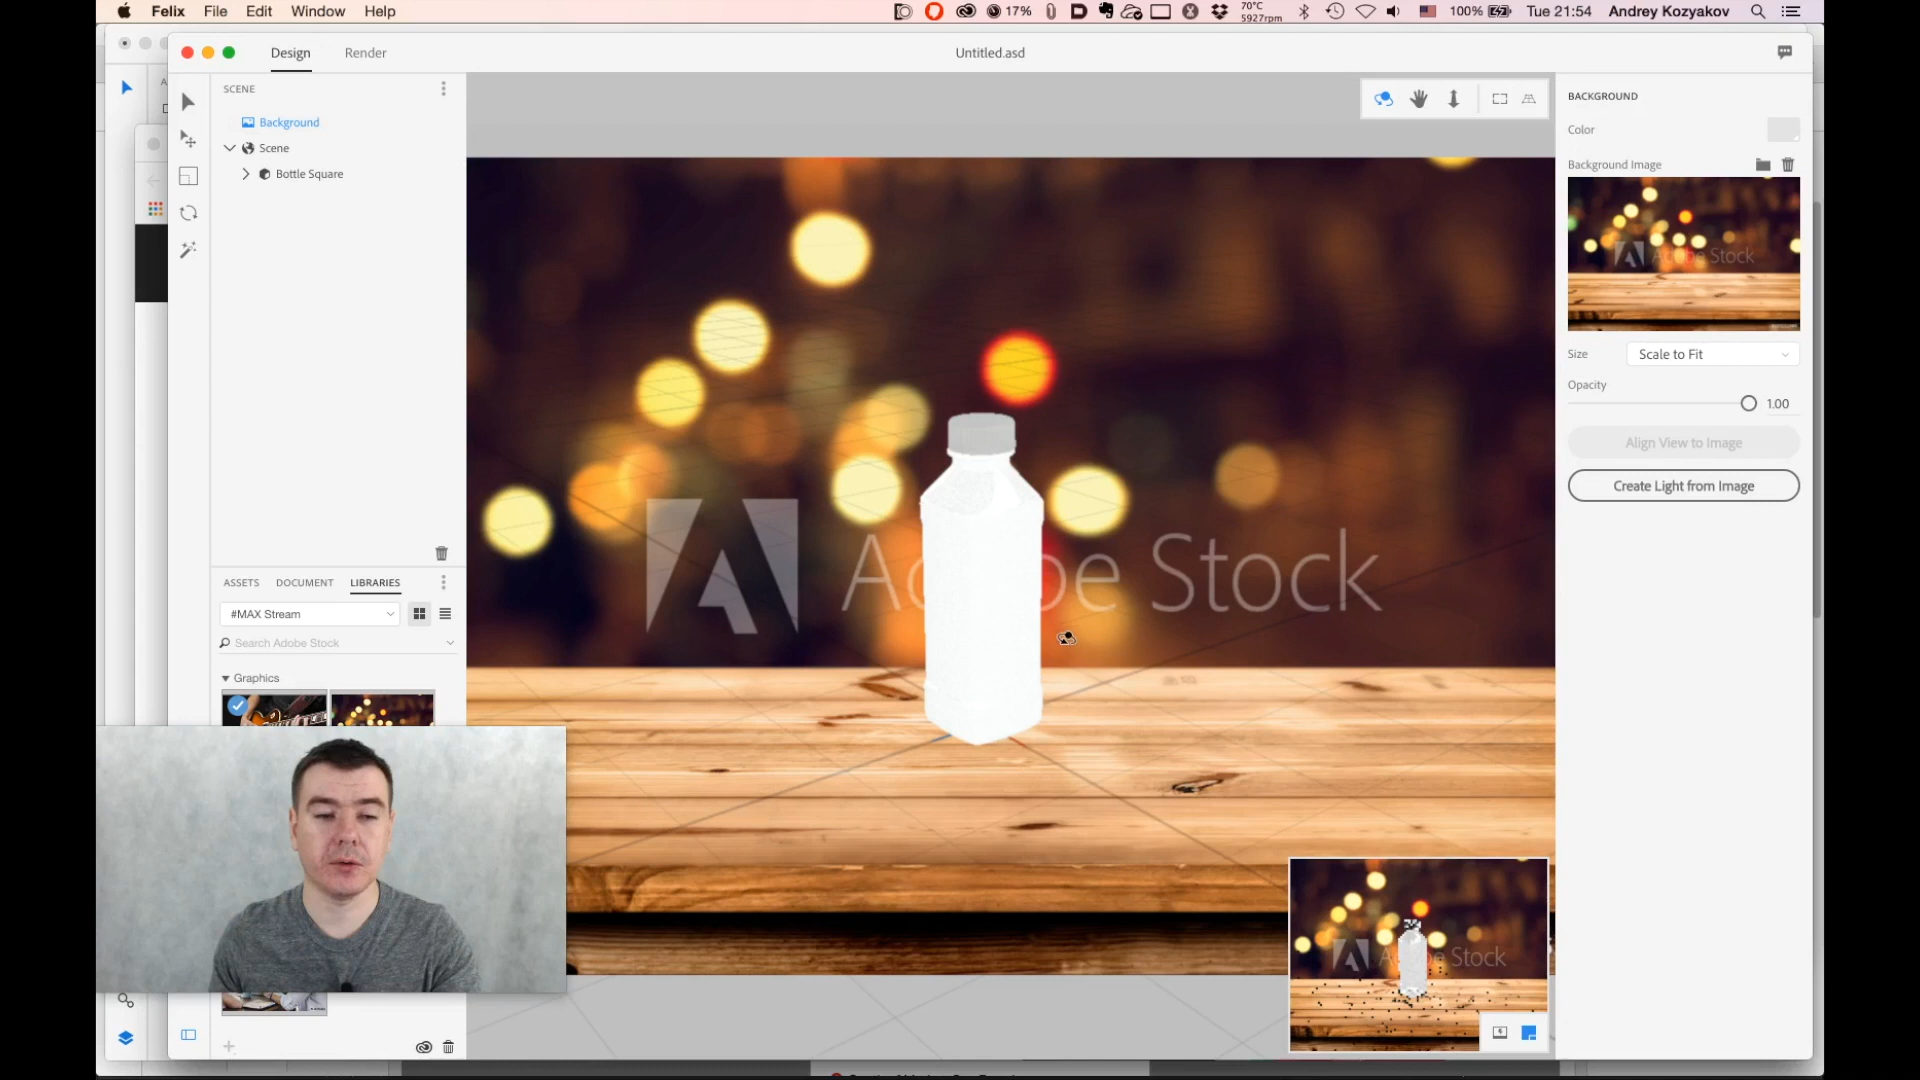 Felix File Edit Window Help
17%
70°C
5927rpm
100%
Tue 21:54
Andrey Kozyakov
Design Render
Untitled.asd
SCENE
Background
Scene
Bottle Square
ASSETS DOCUMENT LIBRARIES
#MAX Stream
Search Adobe Stock
Graphics
Adobe Stock
BACKGROUND
Color
Background Image
Adobe Stock
Size Scale to Fit
Opacity
1.00
Align View to Image
Create Light from Image
Stock